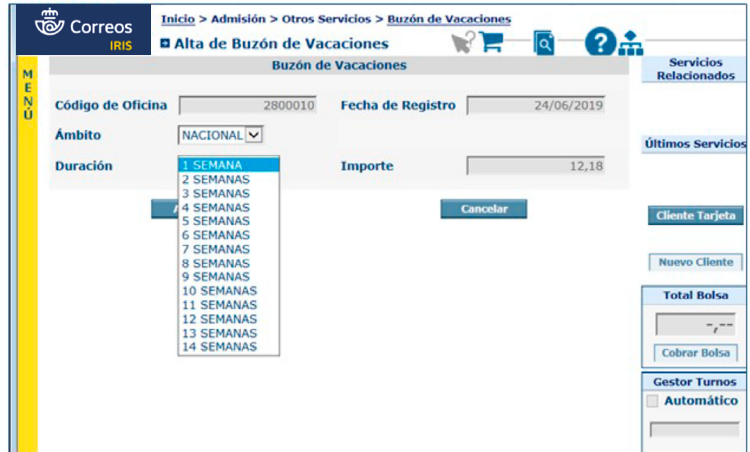 Correos
IRIS
Inicio > Admisión > Otros Servicios > Buzón de Vacaciones
Alta de Buzón de Vacaciones
?
MENÚ
Buzón de Vacaciones
Código de Oficina 2800010 Fecha de Registro 24/06/2019
Ámbito NACIONAL
Duración 1 SEMANA Importe 12,18
2 SEMANAS
3 SEMANAS
4 SEMANAS
5 SEMANAS
6 SEMANAS
7 SEMANAS
8 SEMANAS
9 SEMANAS
10 SEMANAS
11 SEMANAS
12 SEMANAS
13 SEMANAS
14 SEMANAS
Cancelar
Servicios
Relacionados
Últimos Servicios
Cliente Tarjeta
Nuevo Cliente
Total Bolsa
-,--
Cobrar Bolsa
Gestor Turnos
Automático